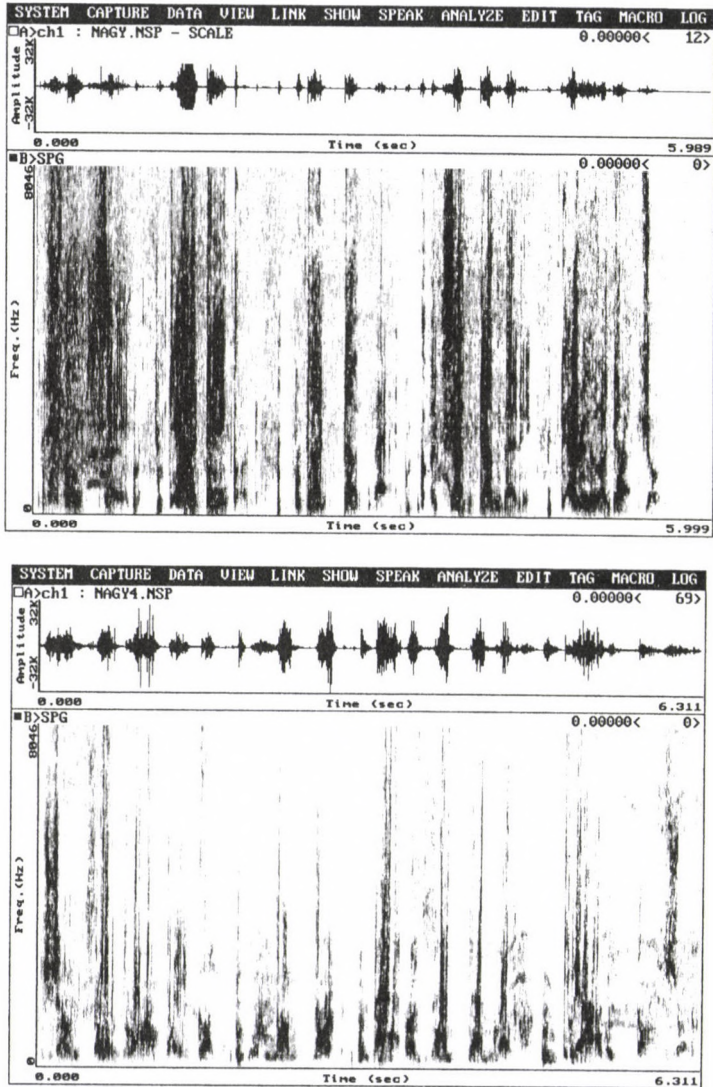 SYSTEM CAPTURE DATA VIEW LINK SHOW SPEAK ANALYZE EDIT TAG MACRO LOG
A>ch1 : NAGY.NSP - SCALE 0.00000< 12>
Amplitude
32K
-32K
0.000 Time (sec) 5.989
B>SPG 0.00000< 0>
8046
Freq.(Hz)
0
0.000 Time (sec) 5.999
SYSTEM CAPTURE DATA VIEW LINK SHOW SPEAK ANALYZE EDIT TAG MACRO LOG
A>ch1 : NAGY4.NSP 0.00000< 69>
Amplitude
32K
-32K
0.000 Time (sec) 6.311
B>SPG 0.00000< 0>
8046
Freq.(Hz)
0
0.000 Time (sec) 6.311